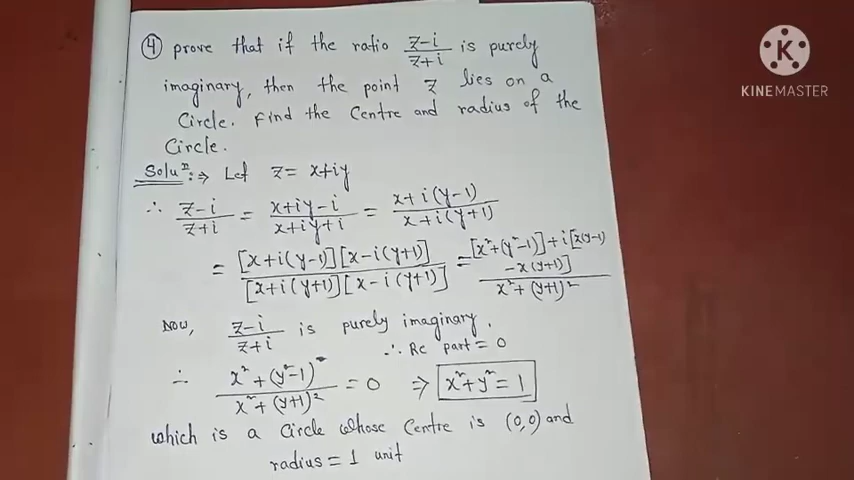 ④ prove that if the ratio (z-i)/(z+i) is purely
imaginary, then the point z lies on a
Circle. Find the Centre and radius of the
Circle.
Soluⁿ:⇒ Let z = x+iy
∴ (z-i)/(z+i) = (x+iy-i)/(x+iy+i) = (x+i(y-1))/(x+i(y+1))
= ([x+i(y-1)][x-i(y+1)])/([x+i(y+1)][x-i(y+1)]) = ([x²+(y²-1)]+i[x(y-1)-x(y+1)])/(x²+(y+1)²)
Now, (z-i)/(z+i) is purely imaginary.
∴ Re part = 0
∴ (x²+(y²-1))/(x²+(y+1)²) = 0 ⇒ x²+y²=1
which is a Circle whose Centre is (0,0) and
radius = 1 unit
K
KINEMASTER